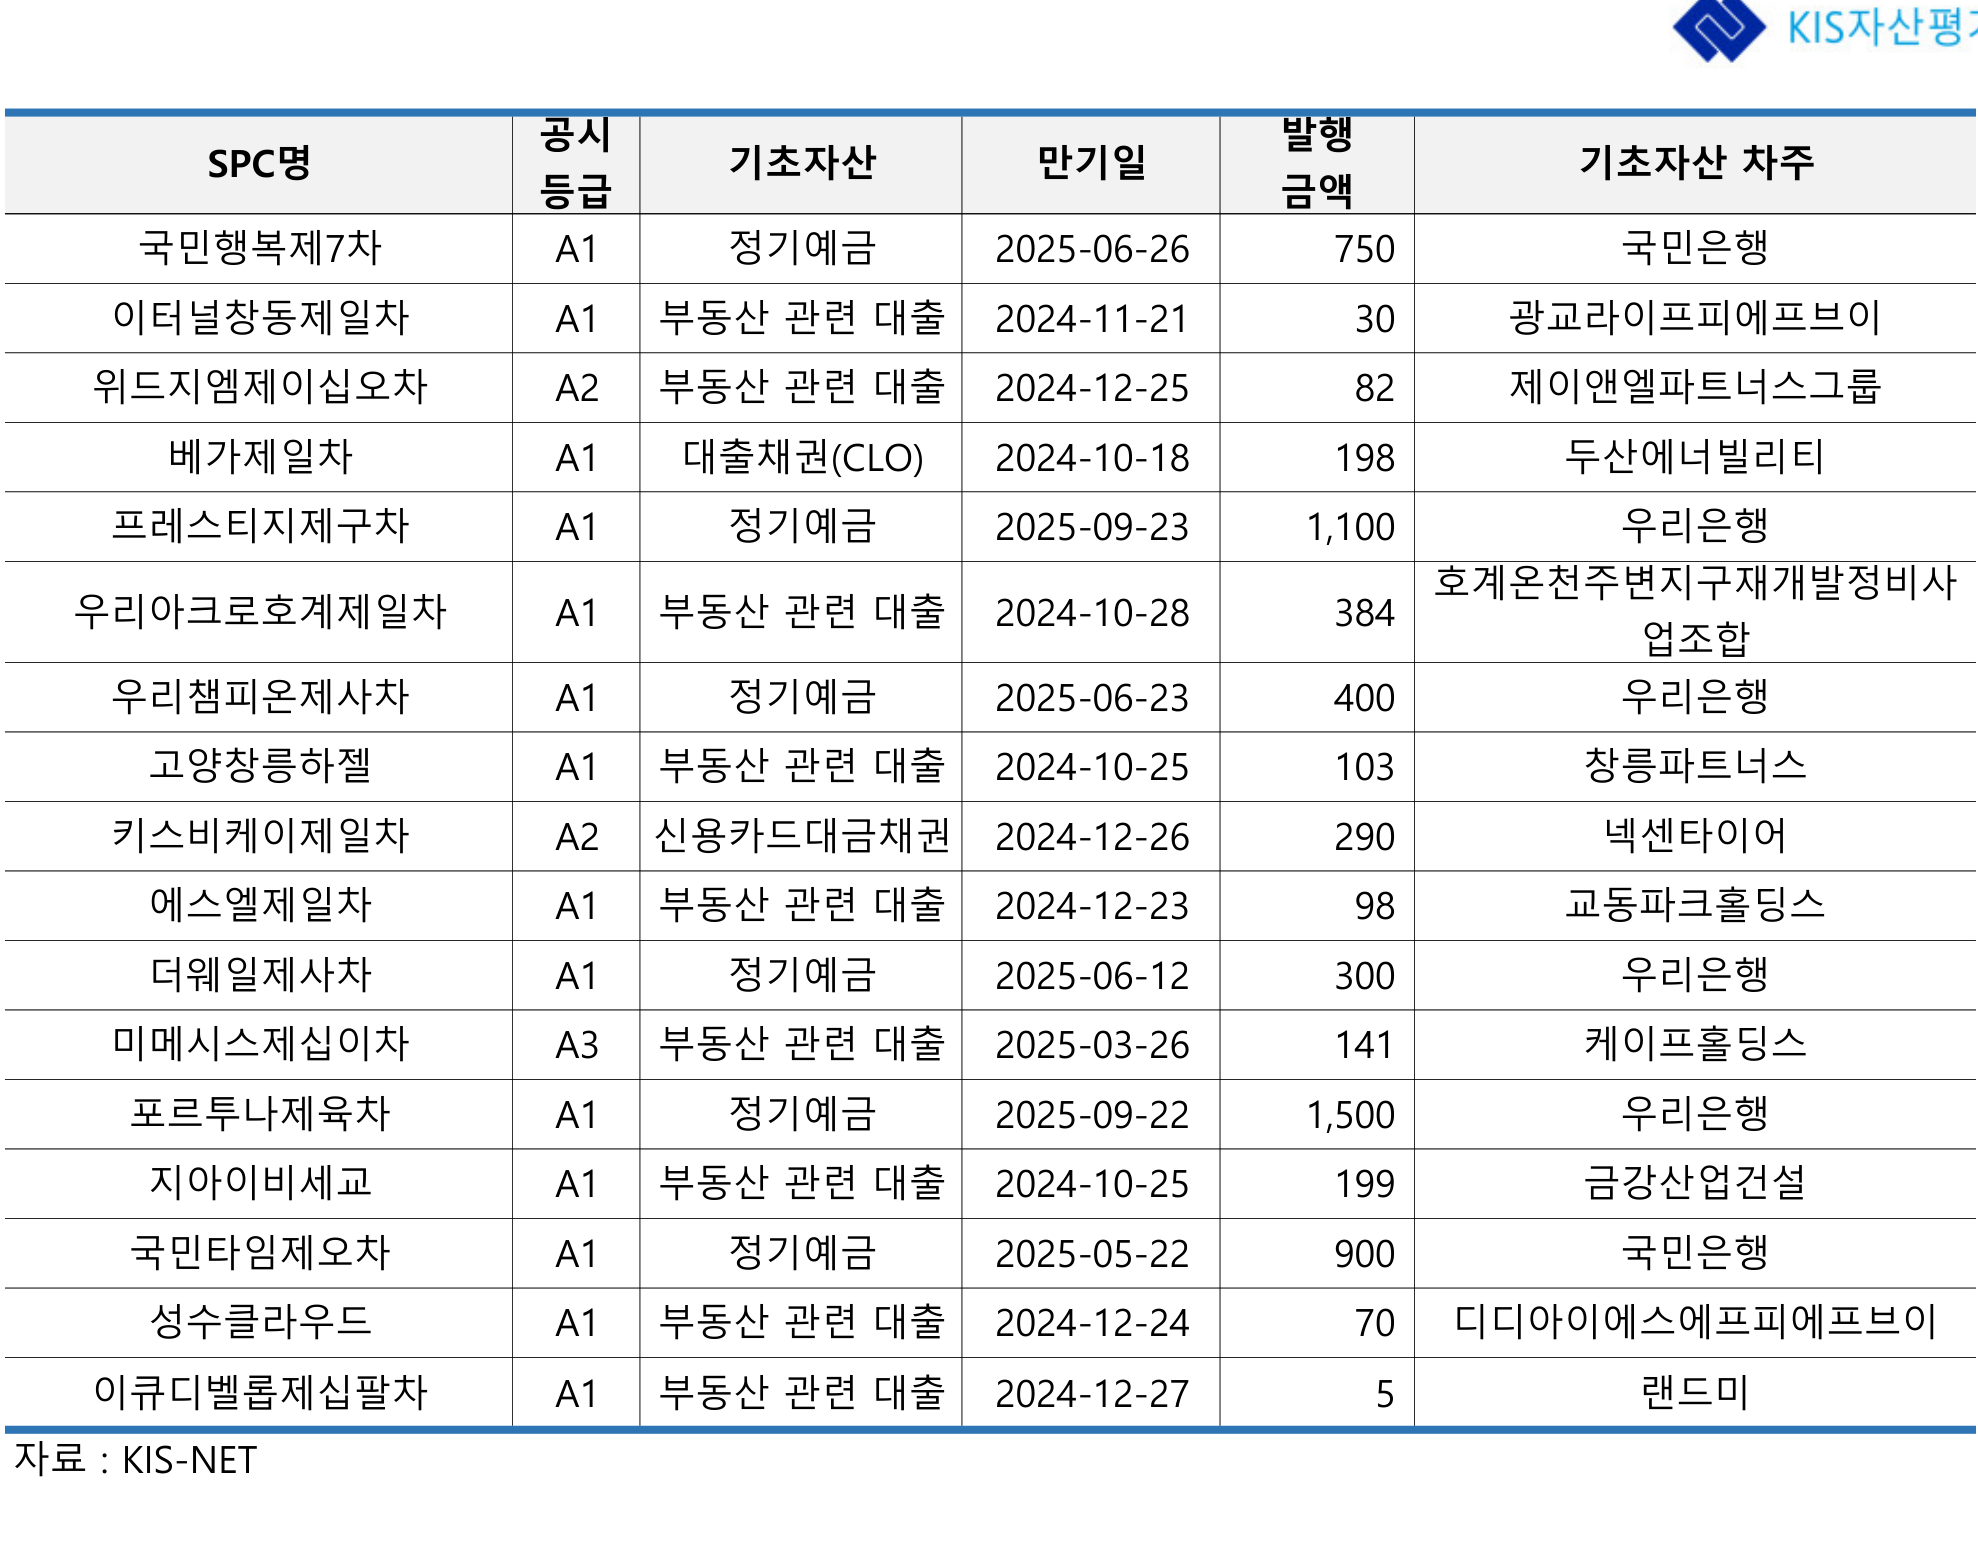 KIS자산평가
SPC명 공시등급 기초자산 만기일 발행금액 기초자산 차주
국민행복제7차 A1 정기예금 2025-06-26 750 국민은행
이터널창동제일차 A1 부동산 관련 대출 2024-11-21 30 광교라이프피에프브이
위드지엠제이십오차 A2 부동산 관련 대출 2024-12-25 82 제이앤엘파트너스그룹
베가제일차 A1 대출채권(CLO) 2024-10-18 198 두산에너빌리티
프레스티지제구차 A1 정기예금 2025-09-23 1,100 우리은행
우리아크로호계제일차 A1 부동산 관련 대출 2024-10-28 384 호계온천주변지구재개발정비사업조합
우리챔피온제사차 A1 정기예금 2025-06-23 400 우리은행
고양창릉하젤 A1 부동산 관련 대출 2024-10-25 103 창릉파트너스
키스비케이제일차 A2 신용카드대금채권 2024-12-26 290 넥센타이어
에스엘제일차 A1 부동산 관련 대출 2024-12-23 98 교동파크홀딩스
더웨일제사차 A1 정기예금 2025-06-12 300 우리은행
미메시스제십이차 A3 부동산 관련 대출 2025-03-26 141 케이프홀딩스
포르투나제육차 A1 정기예금 2025-09-22 1,500 우리은행
지아이비세교 A1 부동산 관련 대출 2024-10-25 199 금강산업건설
국민타임제오차 A1 정기예금 2025-05-22 900 국민은행
성수클라우드 A1 부동산 관련 대출 2024-12-24 70 디디아이에스에프피에프브이
이큐디벨롭제십팔차 A1 부동산 관련 대출 2024-12-27 5 랜드미
자료 : KIS-NET